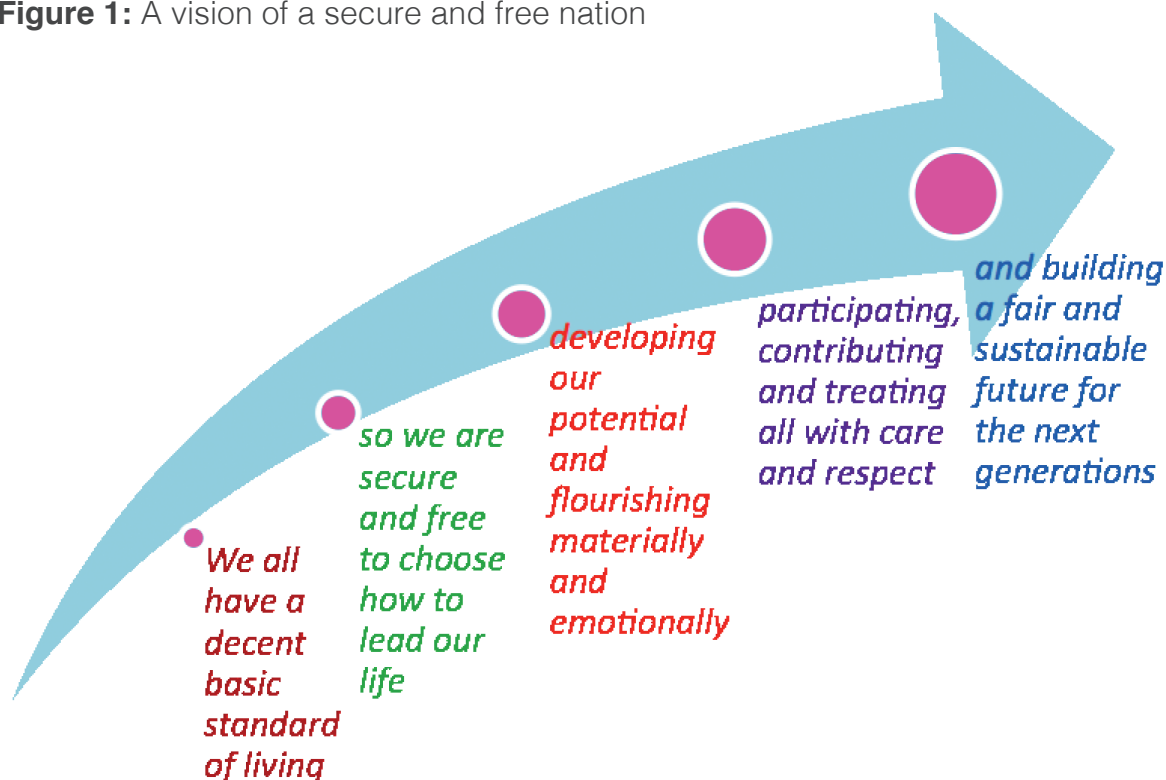 Figure 1: A vision of a secure and free nation
We all
have a
decent
basic
standard
of living
so we are
secure
and free
to choose
how to
lead our
life
developing
our
potential
and
flourishing
materially
and
emotionally
participating,
contributing
and treating
all with care
and respect
and building
a fair and
sustainable
future for
the next
generations